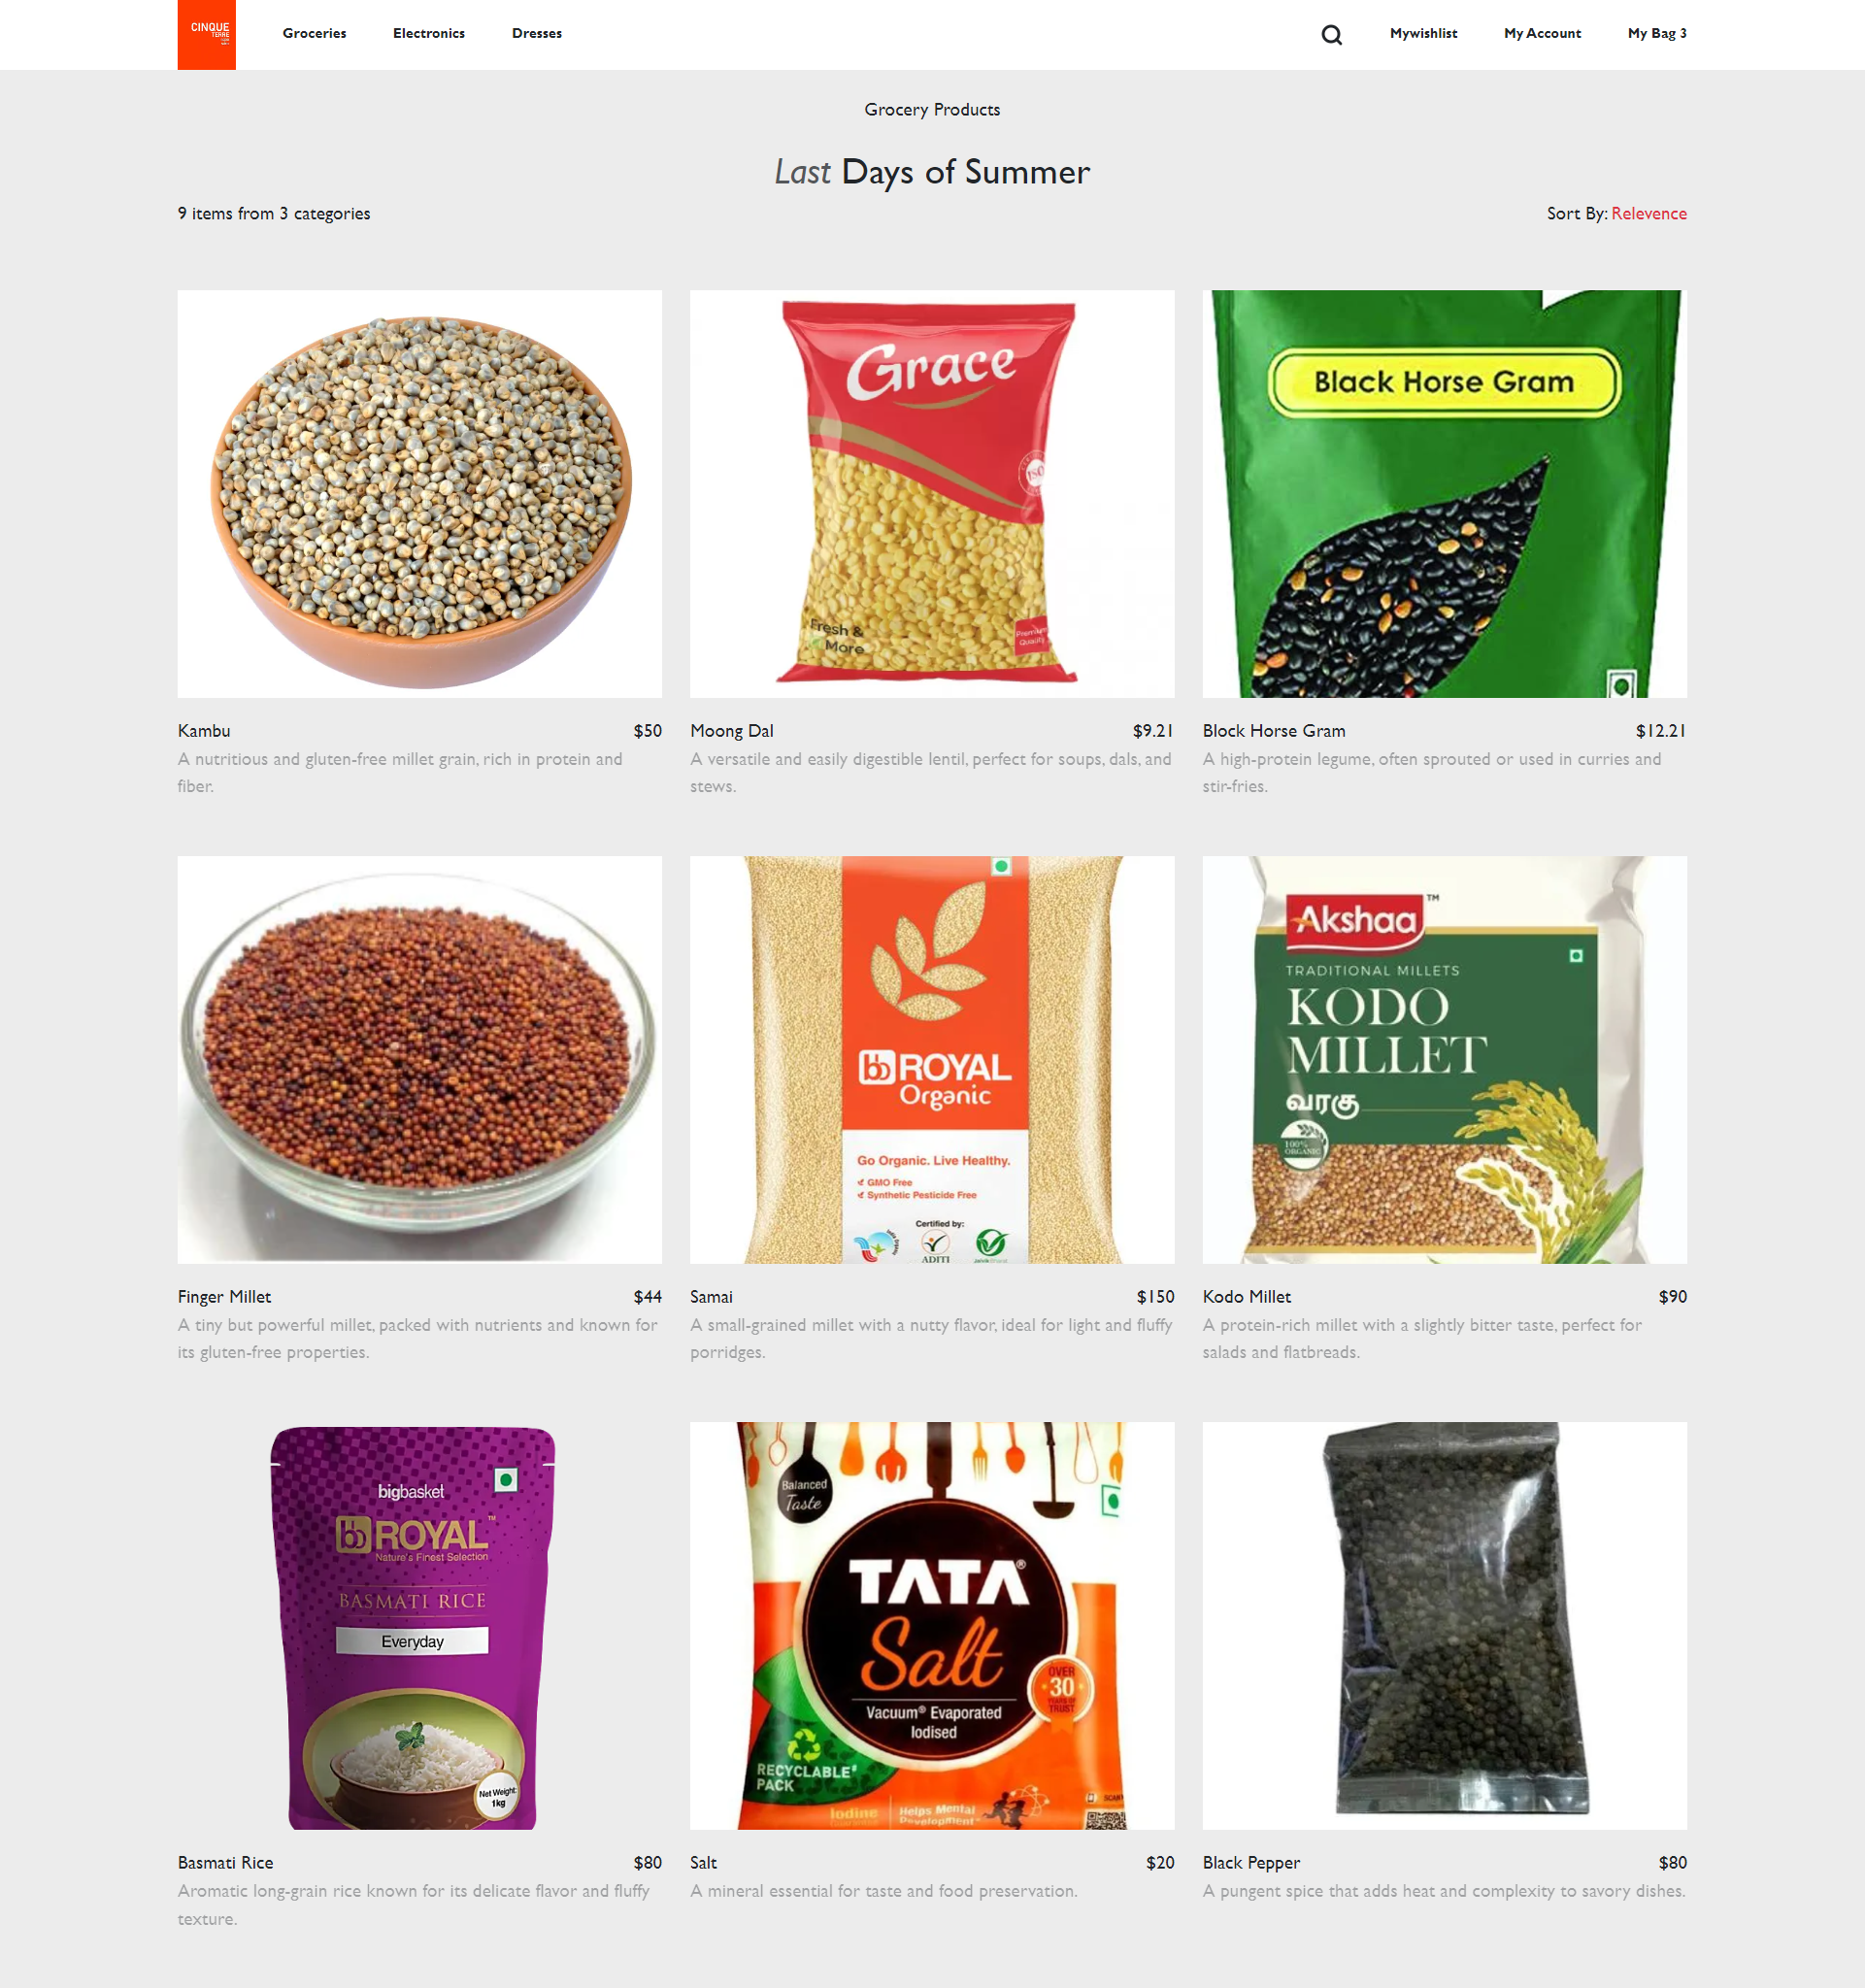 CINQUE
TERRE
Groceries
Electronics
Dresses
Mywishlist
My Account
My Bag 3
Grocery Products
Last Days of Summer
9 items from 3 categories
Sort By: Relevence
Grace
ISO
Fresh &
More
Premium
Quality
Black Horse Gram
Kambu
$50
A nutritious and gluten-free millet grain, rich in protein and
fiber.
Moong Dal
$9.21
A versatile and easily digestible lentil, perfect for soups, dals, and
stews.
Block Horse Gram
$12.21
A high-protein legume, often sprouted or used in curries and
stir-fries.
bb ROYAL
Organic
Go Organic. Live Healthy.
GMO Free
Synthetic Pesticide Free
Certified by:
ADITI
Akshaa™
TRADITIONAL MILLETS
KODO
MILLET
வரகு
100%
ORGANIC
Finger Millet
$44
A tiny but powerful millet, packed with nutrients and known for
its gluten-free properties.
Samai
$150
A small-grained millet with a nutty flavor, ideal for light and fluffy
porridges.
Kodo Millet
$90
A protein-rich millet with a slightly bitter taste, perfect for
salads and flatbreads.
bigbasket
bb ROYAL™
Nature's Finest Selection
BASMATI RICE
Everyday
Net Weight:
1kg
Balanced
Taste
TATA®
Salt
Vacuum® Evaporated
Iodised
OVER
30
YEARS OF
TRUST
RECYCLABLE#
PACK
Iodine
Helps Mental
Development
SCAN
Basmati Rice
$80
Aromatic long-grain rice known for its delicate flavor and fluffy
texture.
Salt
$20
A mineral essential for taste and food preservation.
Black Pepper
$80
A pungent spice that adds heat and complexity to savory dishes.